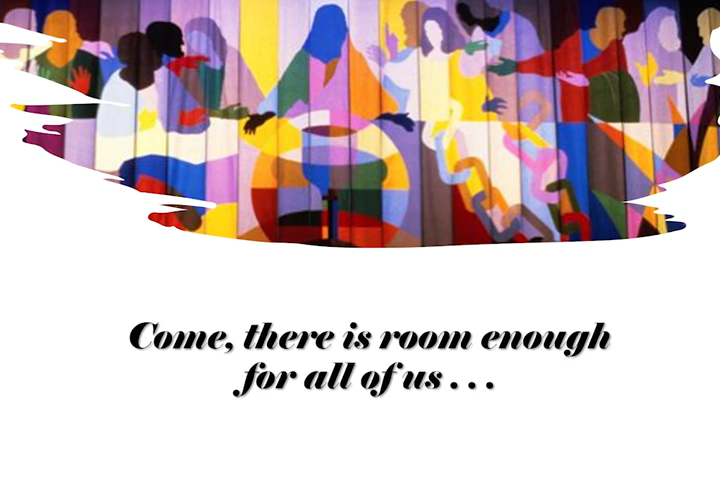 Come, there is room enough
for all of us . . .